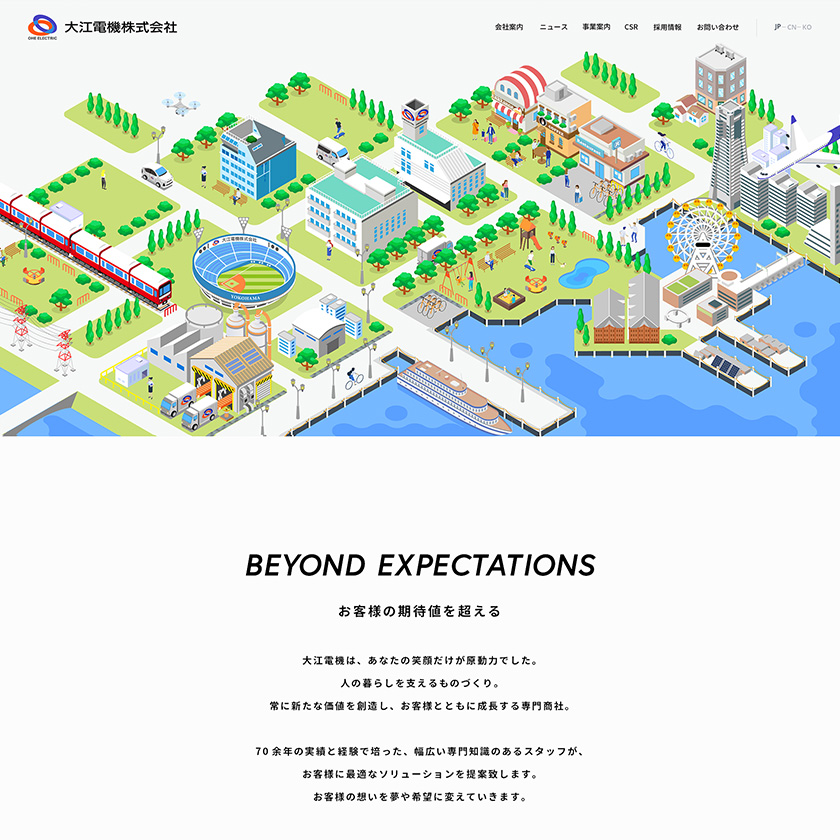 大江電機株式会社
OHE ELECTRIC
会社案内 ニュース 事業案内 CSR 採用情報 お問い合わせ JP - CN - KO
大江電機株式会社
YOKOHAMA
BEYOND EXPECTATIONS
お客様の期待値を超える
大江電機は、あなたの笑顔だけが原動力でした。
人の暮らしを支えるものづくり。
常に新たな価値を創造し、お客様とともに成長する専門商社。
70余年の実績と経験で培った、幅広い専門知識のあるスタッフが、
お客様に最適なソリューションを提案致します。
お客様の想いを夢や希望に変えていきます。